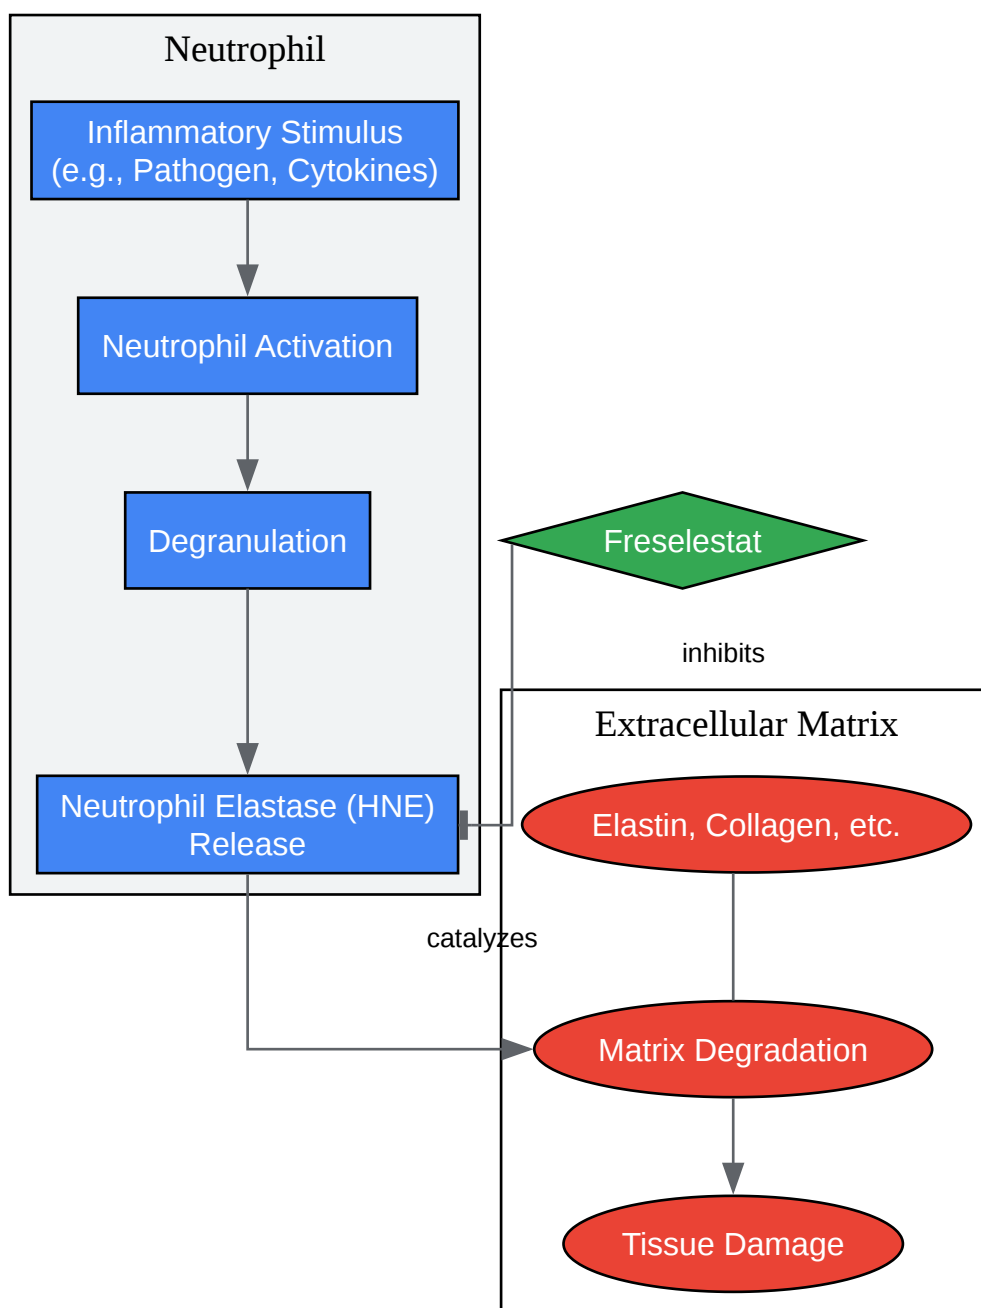 Neutrophil
Inflammatory Stimulus
(e.g., Pathogen, Cytokines)
Neutrophil Activation
Degranulation
Freselestat
inhibits
Extracellular Matrix
Neutrophil Elastase (HNE)
Release
Elastin, Collagen, etc.
catalyzes
Matrix Degradation
Tissue Damage